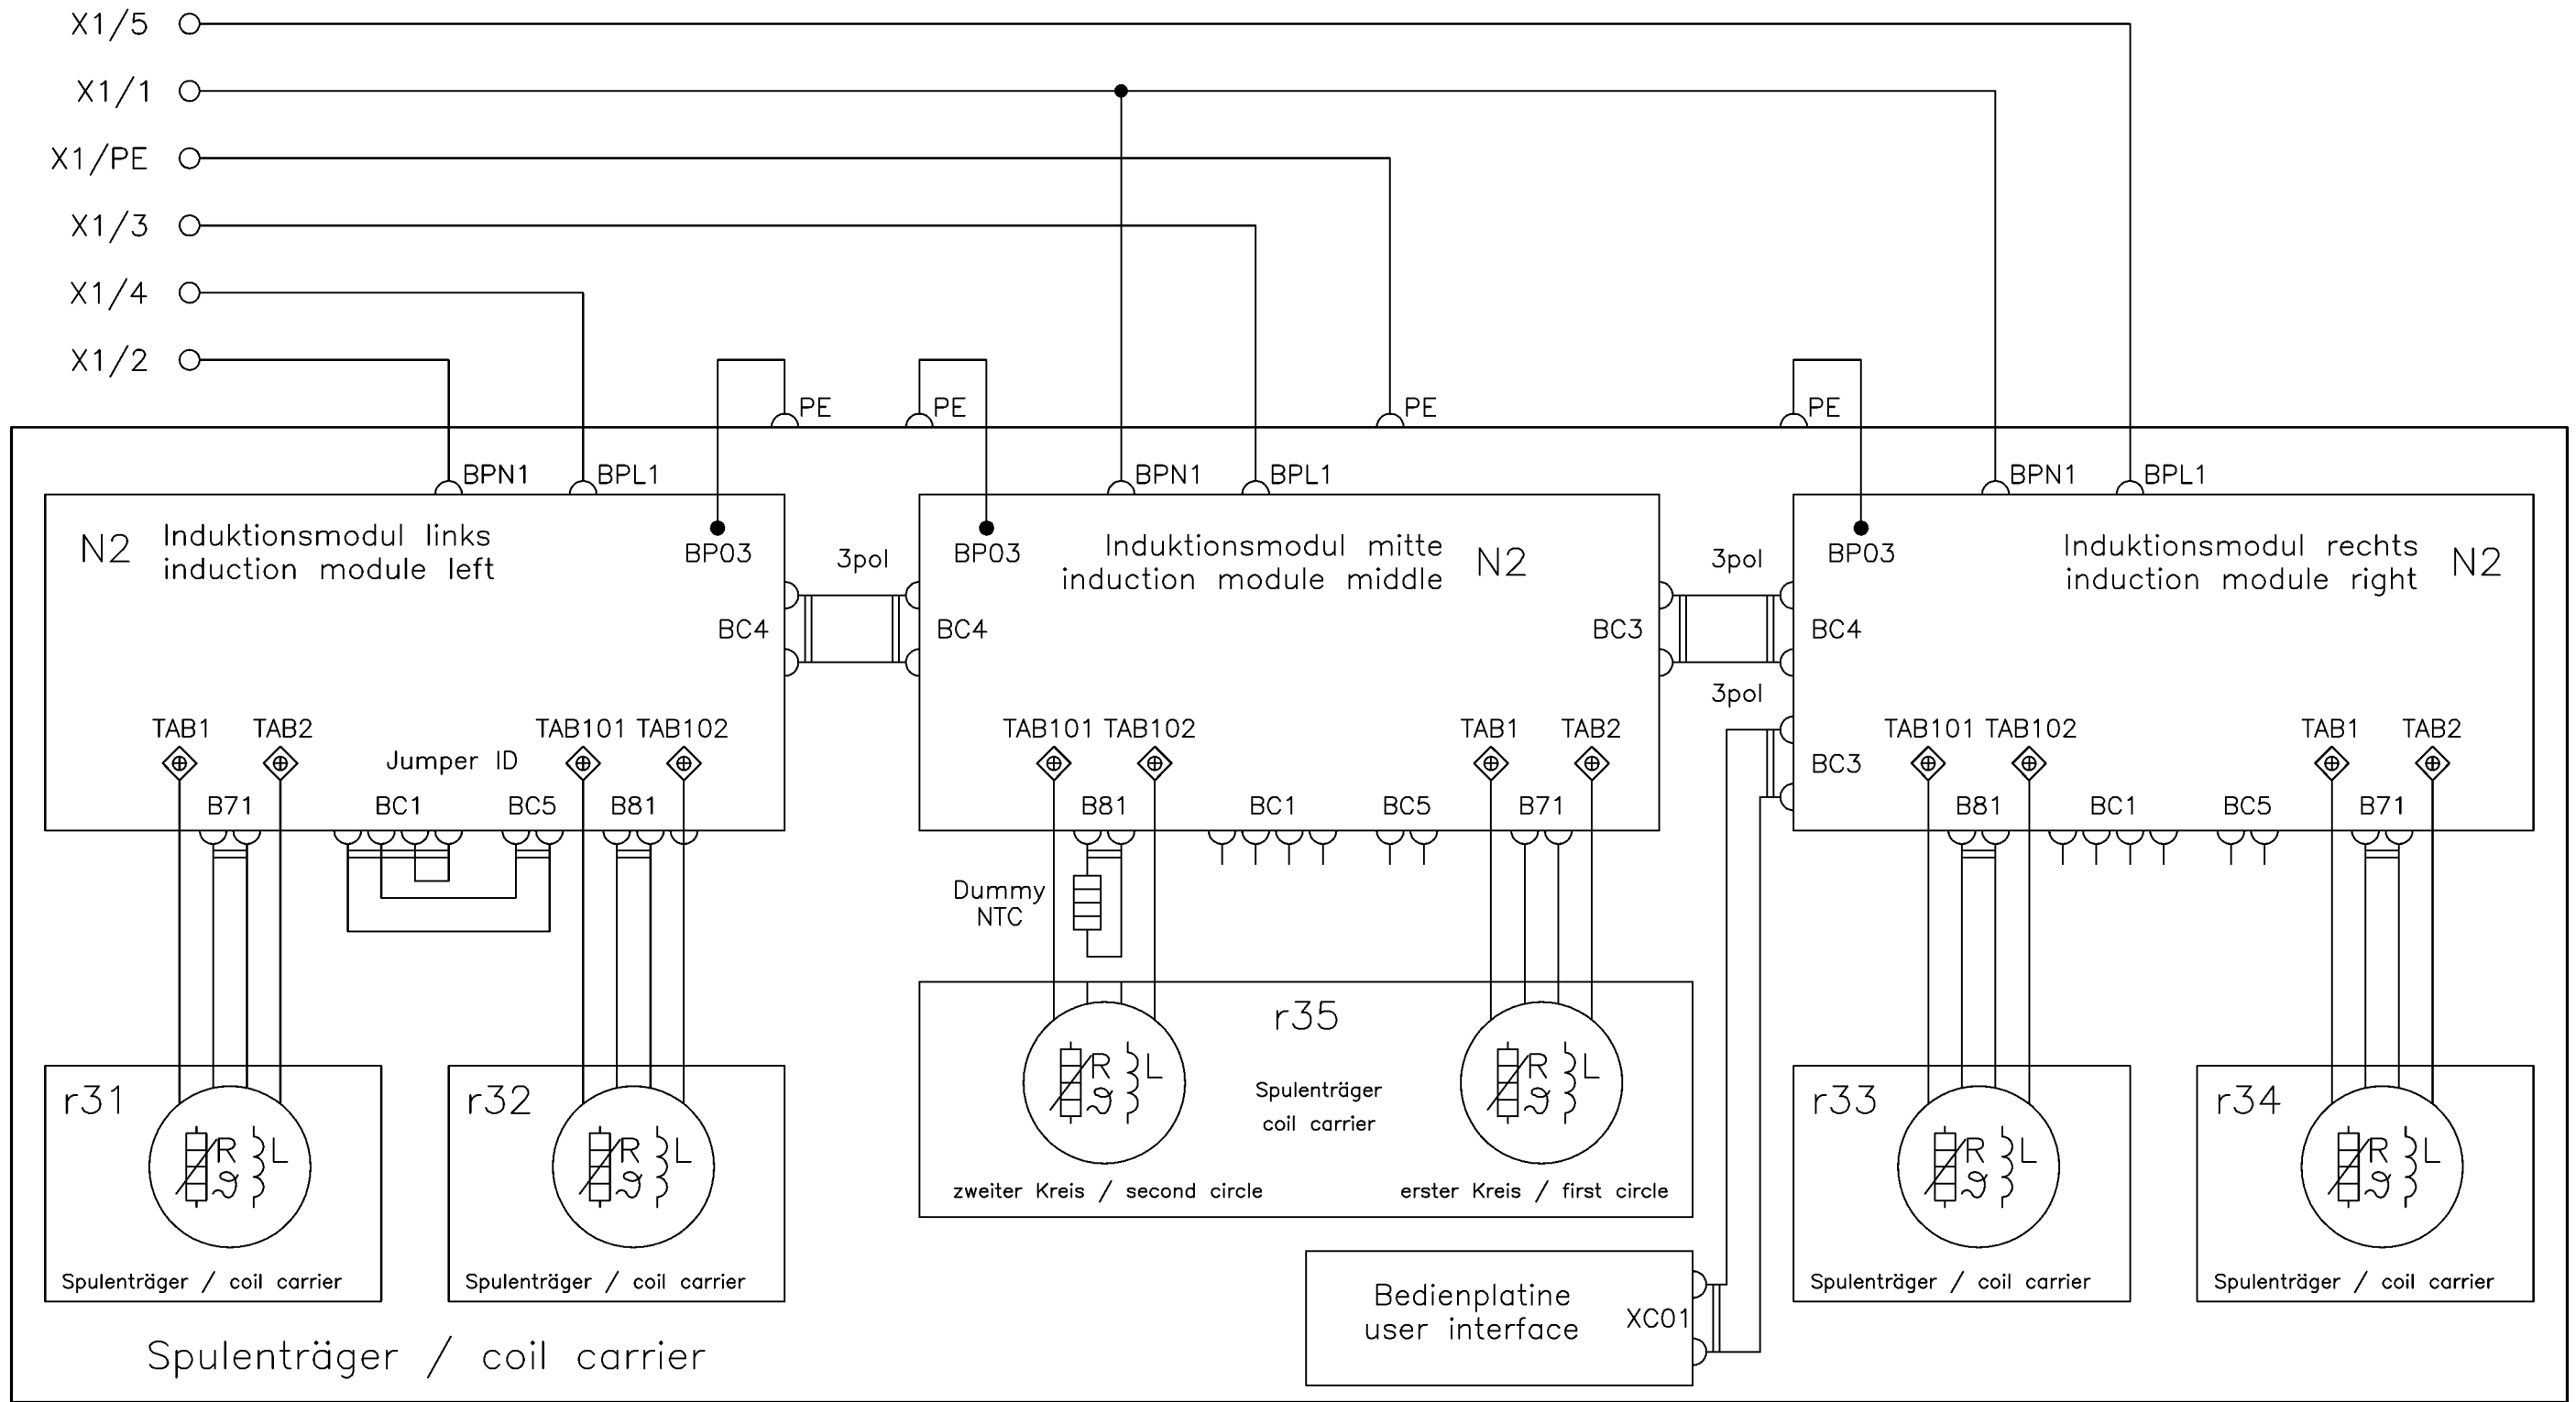 X1/5
X1/1
X1/PE
X1/3
X1/4
X1/2
PE
PE
PE
PE
BPN1
BPL1
BPN1
BPL1
BPN1
BPL1
N2
Induktionsmodul links
induction module left
BP03
3pol
BC4
TAB1
TAB2
Jumper ID
TAB101
TAB102
B71
BC1
BC5
B81
BP03
Induktionsmodul mitte
induction module middle
N2
3pol
BC4
BC3
3pol
TAB101
TAB102
TAB1
TAB2
B81
BC1
BC5
B71
BP03
Induktionsmodul rechts
induction module right
N2
BC4
BC3
TAB101
TAB102
TAB1
TAB2
B81
BC1
BC5
B71
Dummy
NTC
r31
R
ϑ
L
Spulenträger / coil carrier
r32
R
ϑ
L
Spulenträger / coil carrier
r35
R
ϑ
L
Spulenträger
coil carrier
R
ϑ
L
zweiter Kreis / second circle
erster Kreis / first circle
r33
R
ϑ
L
Spulenträger / coil carrier
r34
R
ϑ
L
Spulenträger / coil carrier
Bedienplatine
user interface
XC01
Spulenträger / coil carrier